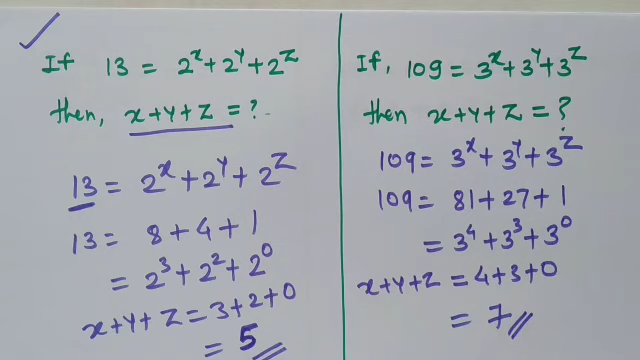 If 13 = 2^x + 2^y + 2^z
then, x+y+z = ?
13 = 2^x + 2^y + 2^z
13 = 8 + 4 + 1
= 2^3 + 2^2 + 2^0
x+y+z = 3+2+0
= 5
If, 109 = 3^x + 3^y + 3^z
then x+y+z = ?
109 = 3^x + 3^y + 3^z
109 = 81 + 27 + 1
= 3^4 + 3^3 + 3^0
x+y+z = 4+3+0
= 7